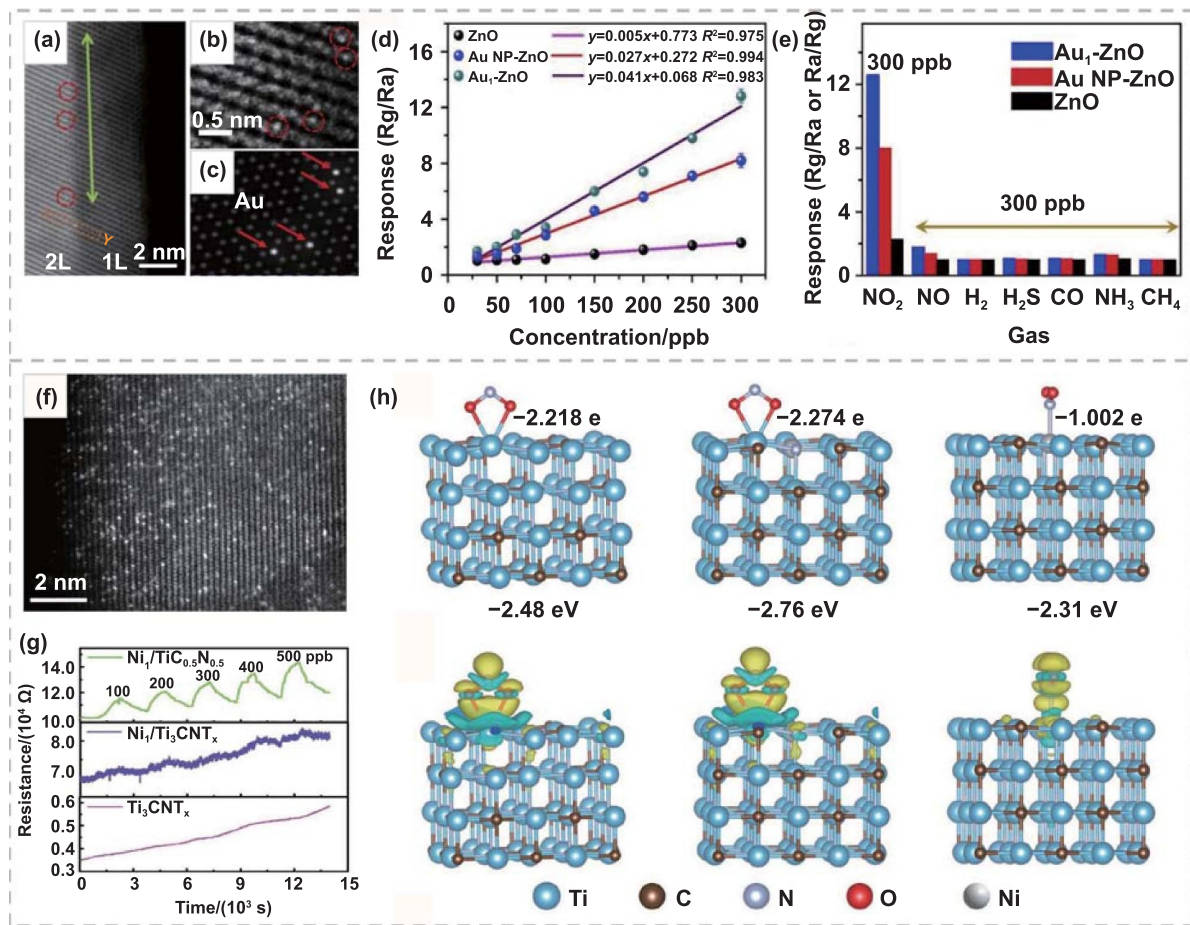 (a)
2L
1L
2 nm
Y
(b)
0.5 nm
(c)
Au
(d)
ZnO
y=0.005x+0.773 R²=0.975
Au NP-ZnO
y=0.027x+0.272 R²=0.994
Au₁-ZnO
y=0.041x+0.068 R²=0.983
Response (Rg/Ra)
16
12
8
4
0
50
100
150
200
250
300
Concentration/ppb
(e)
Au₁-ZnO
Au NP-ZnO
ZnO
300 ppb
300 ppb
Response (Rg/Ra or Ra/Rg)
12
8
4
0
NO₂
NO
H₂
H₂S
CO
NH₃
CH₄
Gas
(f)
2 nm
(g)
Ni₁/TiC₀.₅N₀.₅
100
200
300
400
500 ppb
14.0
12.0
10.0
Ni₁/Ti₃CNTₓ
8.0
7.0
Ti₃CNTₓ
0.6
0.5
0.4
0.3
Resistance/(10⁴ Ω)
0
3
6
9
12
15
Time/(10³ s)
(h)
−2.218 e
−2.274 e
−1.002 e
−2.48 eV
−2.76 eV
−2.31 eV
Ti
C
N
O
Ni